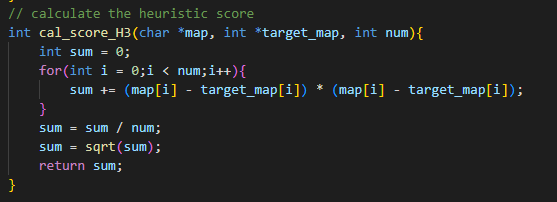 // calculate the heuristic score
int cal_score_H3(char *map, int *target_map, int num){
    int sum = 0;
    for(int i = 0;i < num;i++){
        sum += (map[i] - target_map[i]) * (map[i] - target_map[i]);
    }
    sum = sum / num;
    sum = sqrt(sum);
    return sum;
}